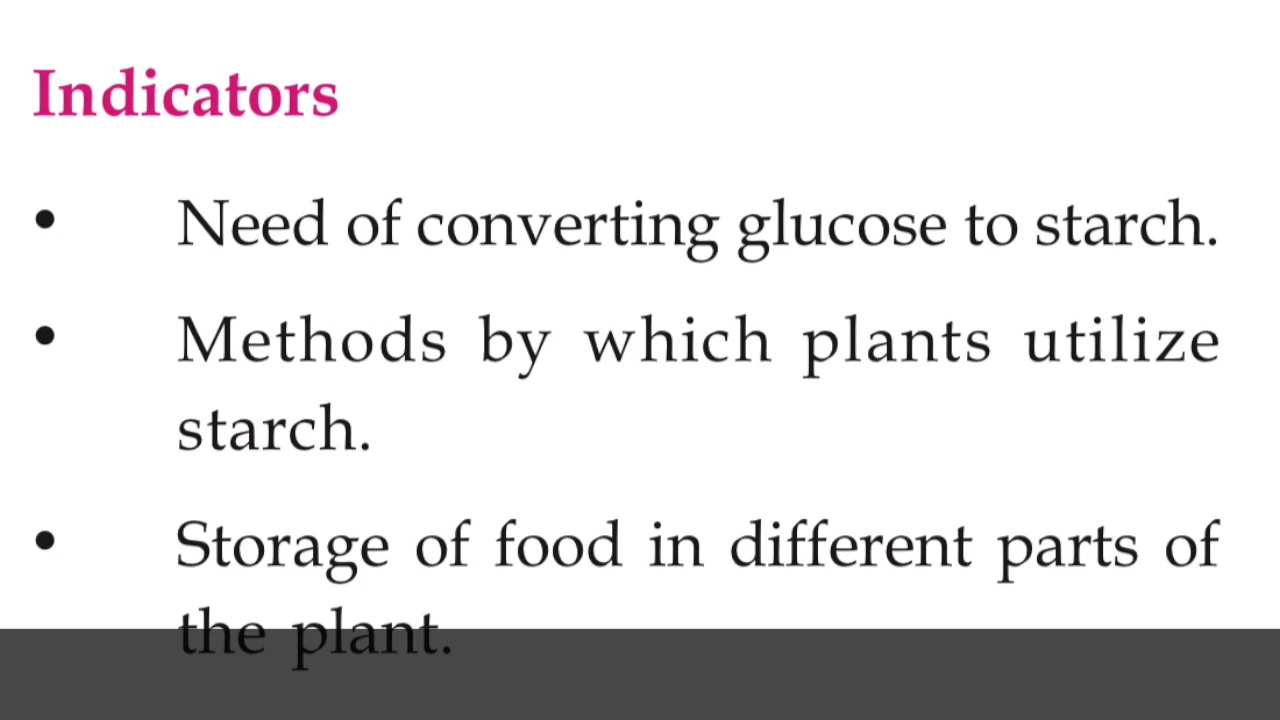 Indicators
• Need of converting glucose to starch.
• Methods by which plants utilize
starch.
• Storage of food in different parts of
the plant.